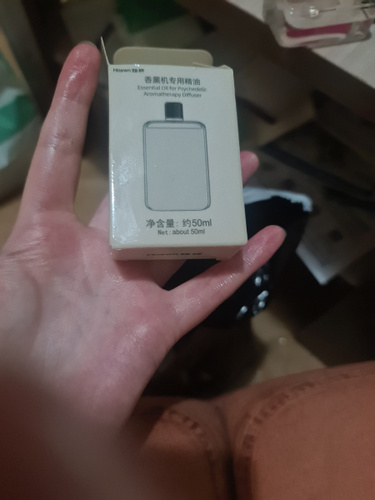 香薰机专用精油
Essential Oil for Psychedelic
Aromatherapy Diffuser
净含量：约50ml
Net: about 50ml